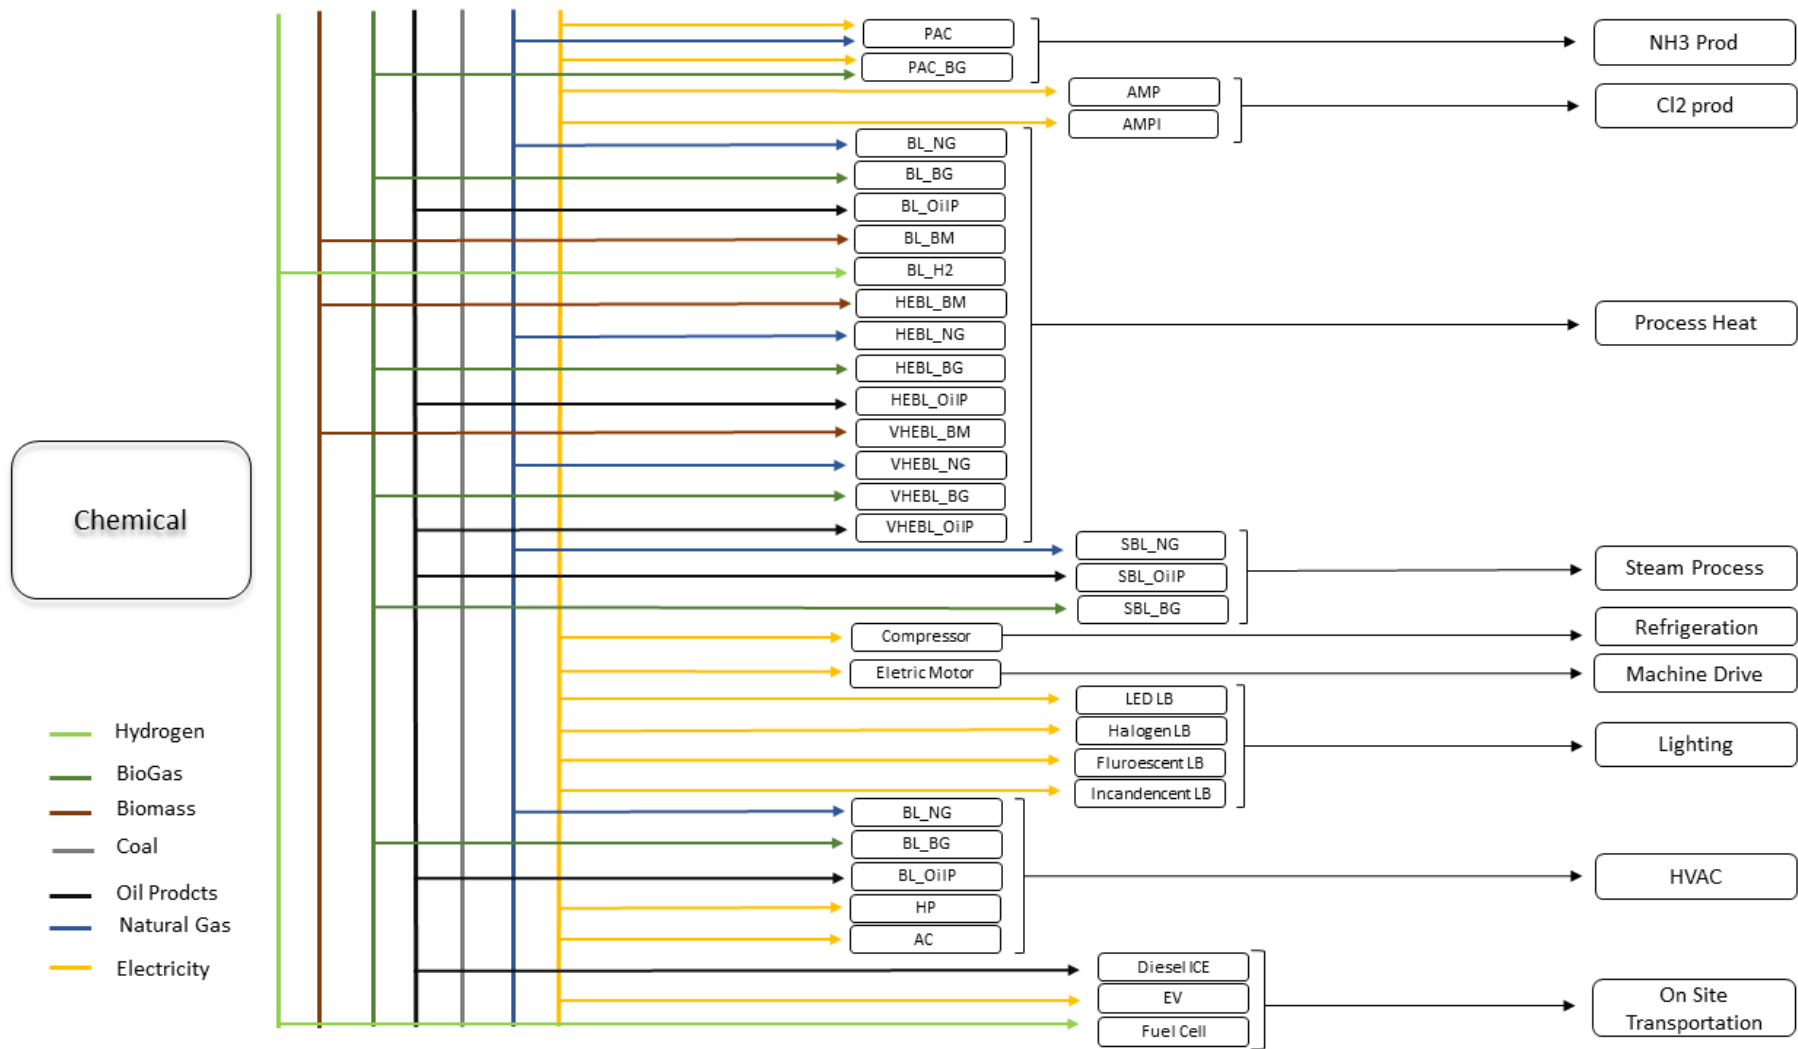 PAC
NH3 Prod
PAC_BG
AMP
Cl2 prod
AMPI
BL_NG
BL_BG
BL_OilP
BL_BM
BL_H2
HEBL_BM
Process Heat
HEBL_NG
HEBL_BG
HEBL_OilP
VHEBL_BM
VHEBL_NG
VHEBL_BG
Chemical
VHEBL_OilP
SBL_NG
Steam Process
SBL_OilP
SBL_BG
Refrigeration
Compressor
Eletric Motor
Machine Drive
LED LB
Hydrogen
Halogen LB
Lighting
Fluroescent LB
BioGas
Incandencent LB
Biomass
BL_NG
Coal
BL_BG
BL_OilP
HVAC
Oil Prodcts
HP
Natural Gas
AC
Electricity
Diesel ICE
EV
On Site
Transportation
Fuel Cell